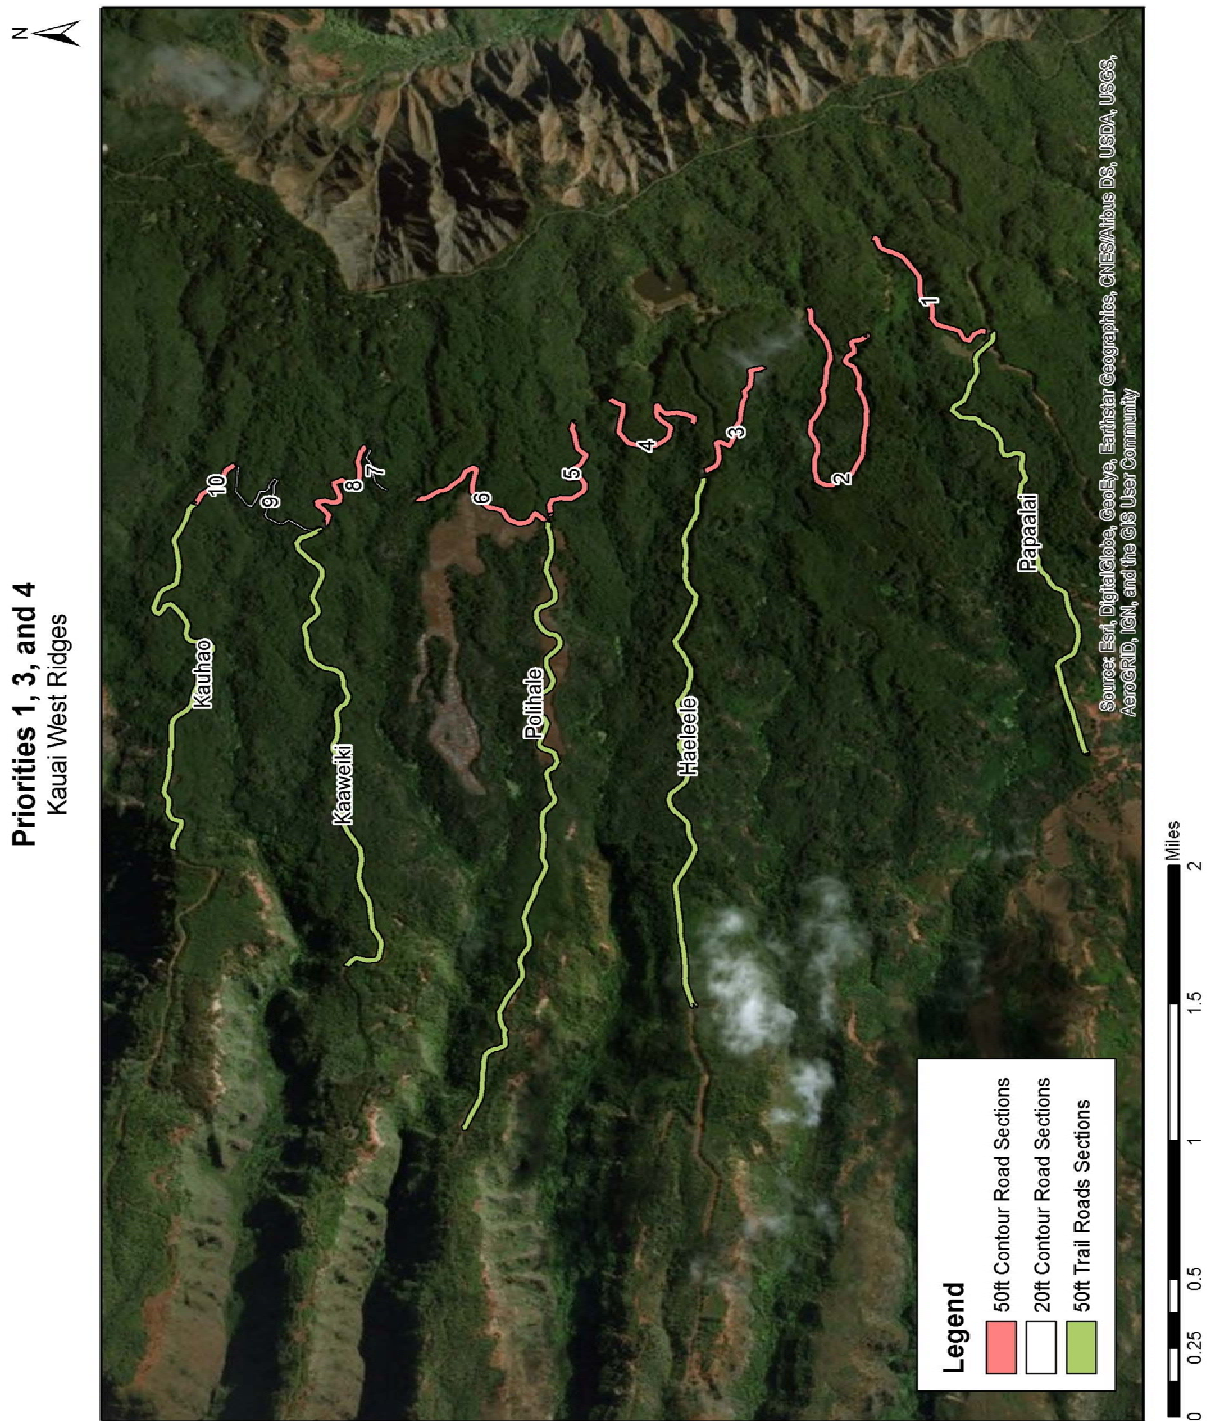 Priorities 1, 3, and 4
Kauai West Ridges
N
10
Kauhao
9
8
7
Kaaweiki
6
5
Polihale
4
3
Haeleele
2
1
Papaalai
Source: Esri, DigitalGlobe, GeoEye, Earthstar Geographics, CNES/Airbus DS, USDA, USGS,
AeroGRID, IGN, and the GIS User Community
Legend
50ft Contour Road Sections
20ft Contour Road Sections
50ft Trail Roads Sections
0 0.25 0.5 1 1.5 2
Miles